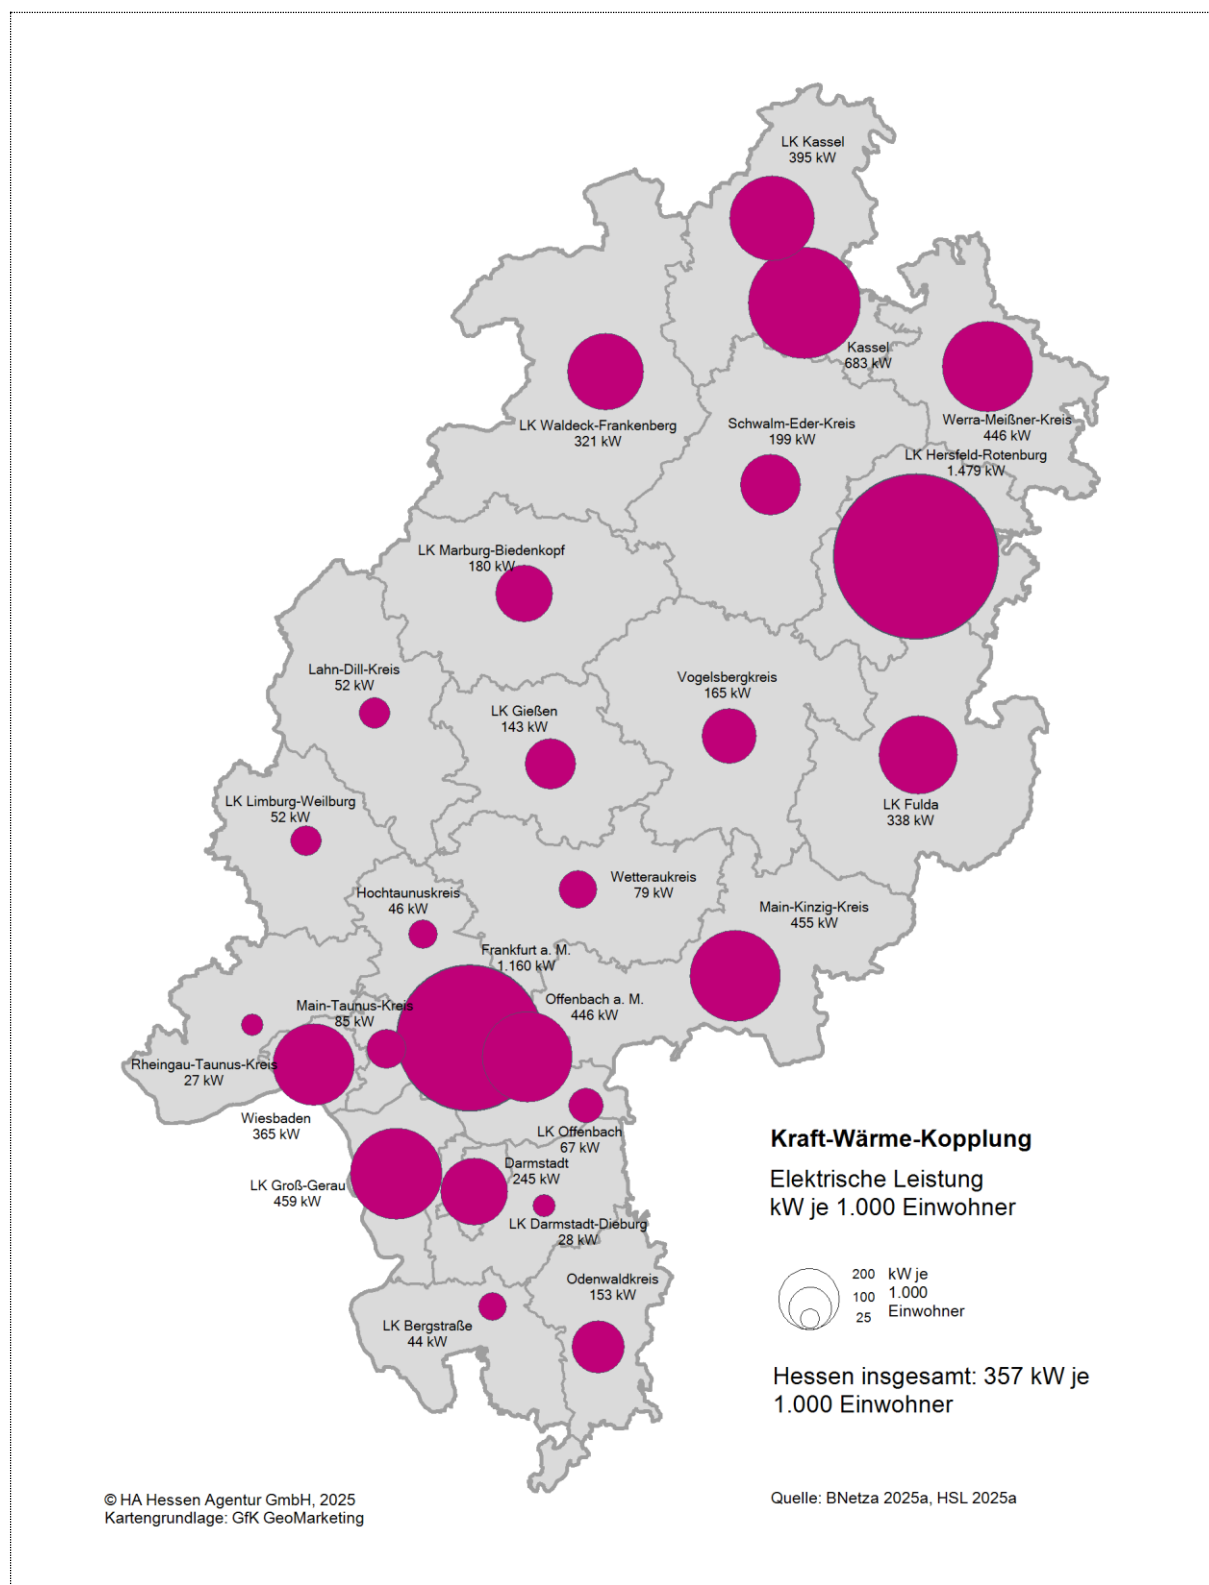 LK Kassel
395 kW
Kassel
683 kW
LK Waldeck-Frankenberg
321 kW
Schwalm-Eder-Kreis
199 kW
Werra-Meißner-Kreis
446 kW
LK Hersfeld-Rotenburg
1.479 kW
LK Marburg-Biedenkopf
180 kW
Lahn-Dill-Kreis
52 kW
LK Gießen
143 kW
Vogelsbergkreis
165 kW
LK Fulda
338 kW
LK Limburg-Weilburg
52 kW
Hochtaunuskreis
46 kW
Wetteraukreis
79 kW
Main-Kinzig-Kreis
455 kW
Frankfurt a. M.
1.160 kW
Offenbach a. M.
446 kW
Main-Taunus-Kreis
85 kW
Rheingau-Taunus-Kreis
27 kW
Wiesbaden
365 kW
LK Offenbach
67 kW
LK Groß-Gerau
459 kW
Darmstadt
245 kW
LK Darmstadt-Dieburg
28 kW
Odenwaldkreis
153 kW
LK Bergstraße
44 kW
Kraft-Wärme-Kopplung
Elektrische Leistung
kW je 1.000 Einwohner
200 kW je
100 1.000
25 Einwohner
Hessen insgesamt: 357 kW je
1.000 Einwohner
© HA Hessen Agentur GmbH, 2025
Kartengrundlage: GfK GeoMarketing
Quelle: BNetza 2025a, HSL 2025a